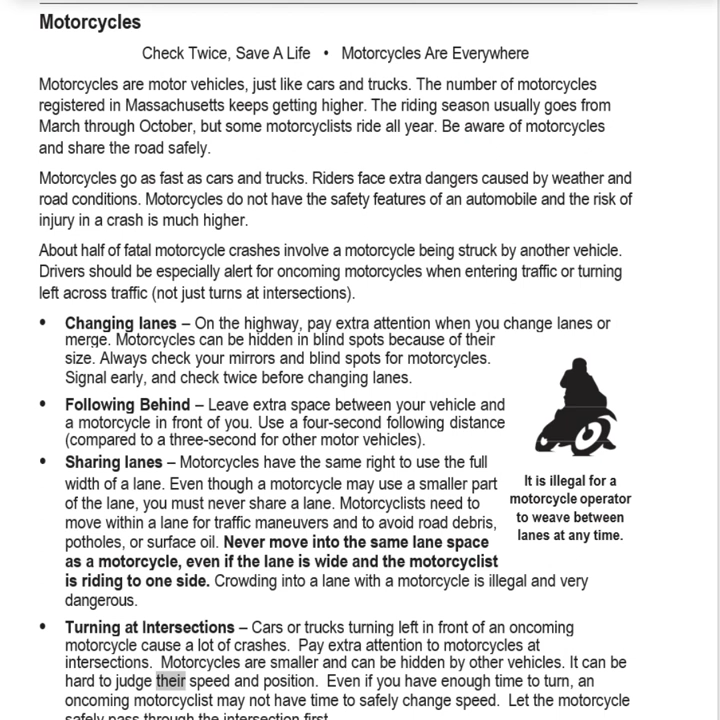 Motorcycles
Check Twice, Save A Life • Motorcycles Are Everywhere
Motorcycles are motor vehicles, just like cars and trucks. The number of motorcycles
registered in Massachusetts keeps getting higher. The riding season usually goes from
March through October, but some motorcyclists ride all year. Be aware of motorcycles
and share the road safely.
Motorcycles go as fast as cars and trucks. Riders face extra dangers caused by weather and
road conditions. Motorcycles do not have the safety features of an automobile and the risk of
injury in a crash is much higher.
About half of fatal motorcycle crashes involve a motorcycle being struck by another vehicle.
Drivers should be especially alert for oncoming motorcycles when entering traffic or turning
left across traffic (not just turns at intersections).
• Changing lanes – On the highway, pay extra attention when you change lanes or
merge. Motorcycles can be hidden in blind spots because of their
size. Always check your mirrors and blind spots for motorcycles.
Signal early, and check twice before changing lanes.
• Following Behind – Leave extra space between your vehicle and
a motorcycle in front of you. Use a four-second following distance
(compared to a three-second for other motor vehicles).
• Sharing lanes – Motorcycles have the same right to use the full
width of a lane. Even though a motorcycle may use a smaller part
of the lane, you must never share a lane. Motorcyclists need to
move within a lane for traffic maneuvers and to avoid road debris,
potholes, or surface oil. Never move into the same lane space
as a motorcycle, even if the lane is wide and the motorcyclist
is riding to one side. Crowding into a lane with a motorcycle is illegal and very
dangerous.
It is illegal for a
motorcycle operator
to weave between
lanes at any time.
• Turning at Intersections – Cars or trucks turning left in front of an oncoming
motorcycle cause a lot of crashes. Pay extra attention to motorcycles at
intersections. Motorcycles are smaller and can be hidden by other vehicles. It can be
hard to judge their speed and position. Even if you have enough time to turn, an
oncoming motorcyclist may not have time to safely change speed. Let the motorcycle
safely pass through the intersection first.